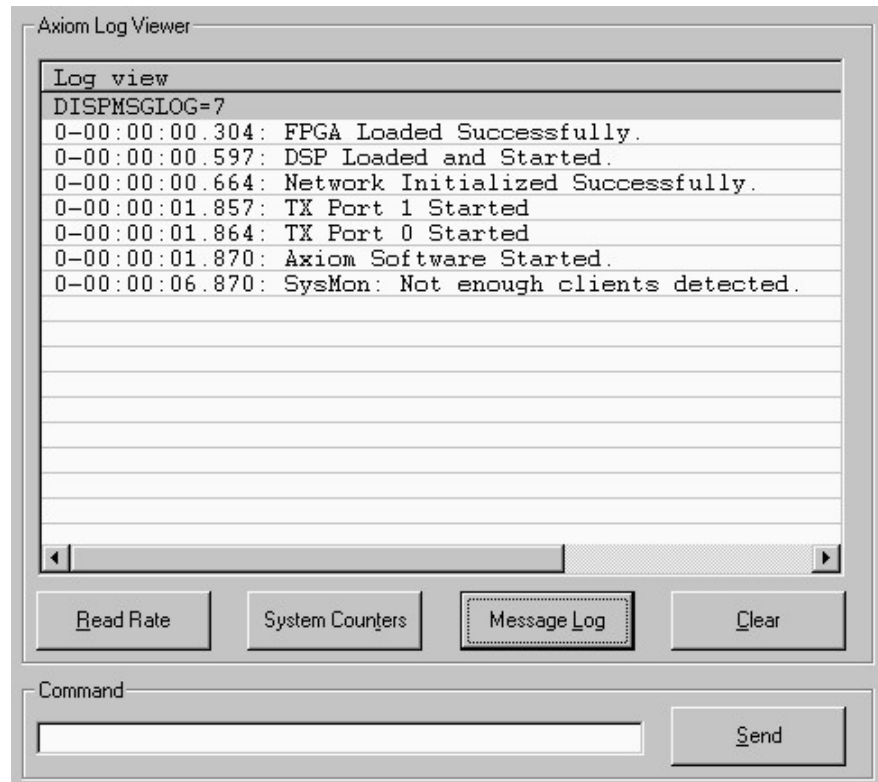 Axiom Log Viewer
Log view
DISPMSGLOG=7
0-00:00:00.304: FPGA Loaded Successfully.
0-00:00:00.597: DSP Loaded and Started.
0-00:00:00.664: Network Initialized Successfully.
0-00:00:01.857: TX Port 1 Started
0-00:00:01.864: TX Port 0 Started
0-00:00:01.870: Axiom Software Started.
0-00:00:06.870: SysMon: Not enough clients detected.
Read Rate System Counters Message Log Clear
Command
Send